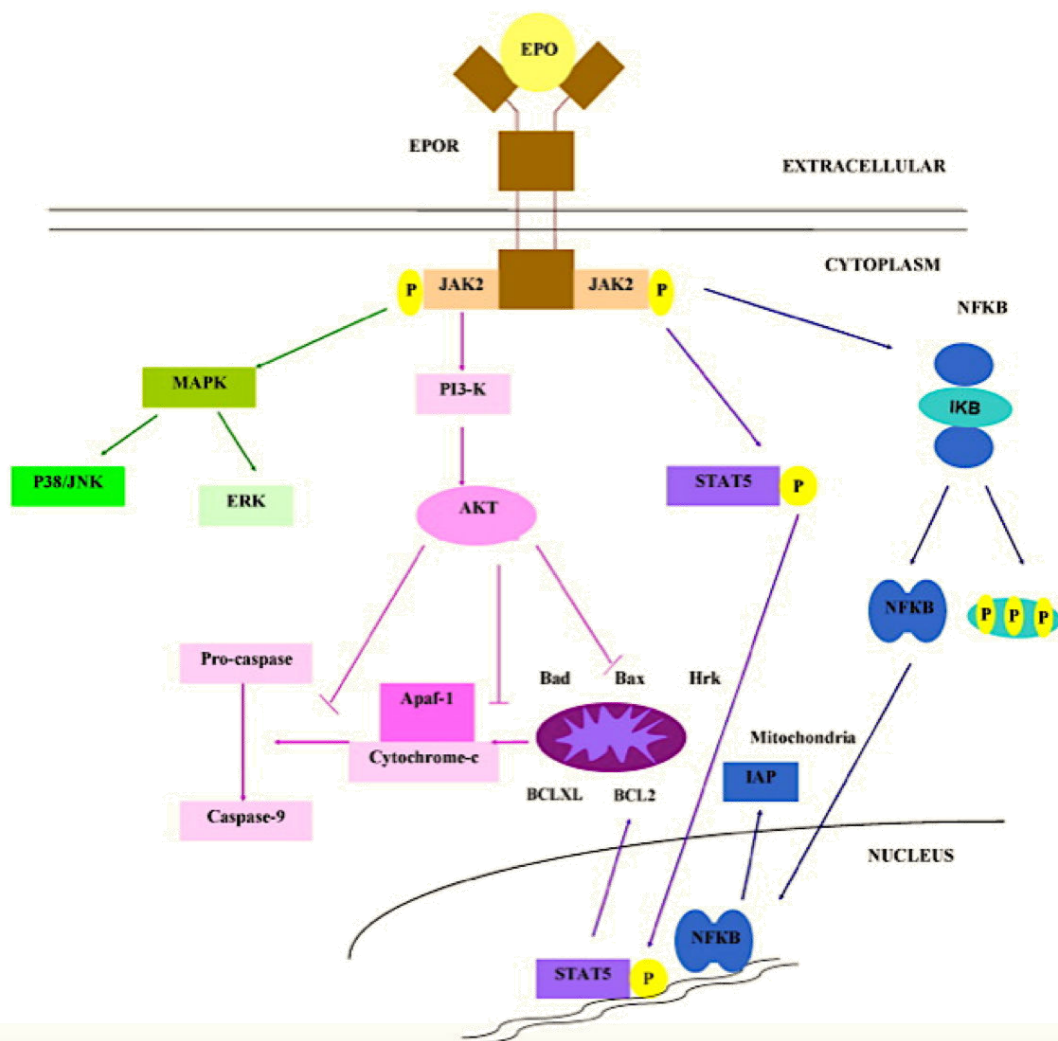 EPO
EPOR
EXTRACELLULAR
CYTOPLASM
P
JAK2
JAK2
P
NFKB
MAPK
PI3-K
IKB
P38/JNK
ERK
AKT
STAT5
P
NFKB
P P P
Pro-caspase
Bad Bax Hrk
Apaf-1
Cytochrome-c
Mitochondria
IAP
BCLXL BCL2
Caspase-9
NUCLEUS
NFKB
STAT5
P